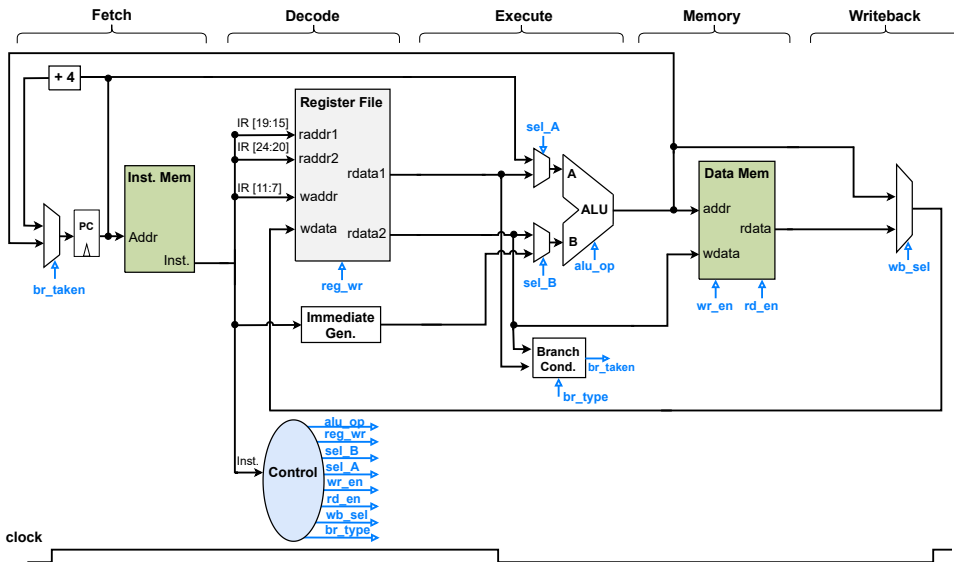 Fetch
Decode
Execute
Memory
Writeback
+ 4
Register File
IR [19:15]
raddr1
IR [24:20]
raddr2
rdata1
IR [11:7]
waddr
wdata
rdata2
reg_wr
Inst. Mem
Addr
Inst.
PC
br_taken
sel_A
A
ALU
B
sel_B
alu_op
Data Mem
addr
rdata
wdata
wr_en
rd_en
wb_sel
Immediate
Gen.
Branch
Cond.
br_taken
br_type
Inst.
Control
alu_op
reg_wr
sel_B
sel_A
wr_en
rd_en
wb_sel
br_type
clock